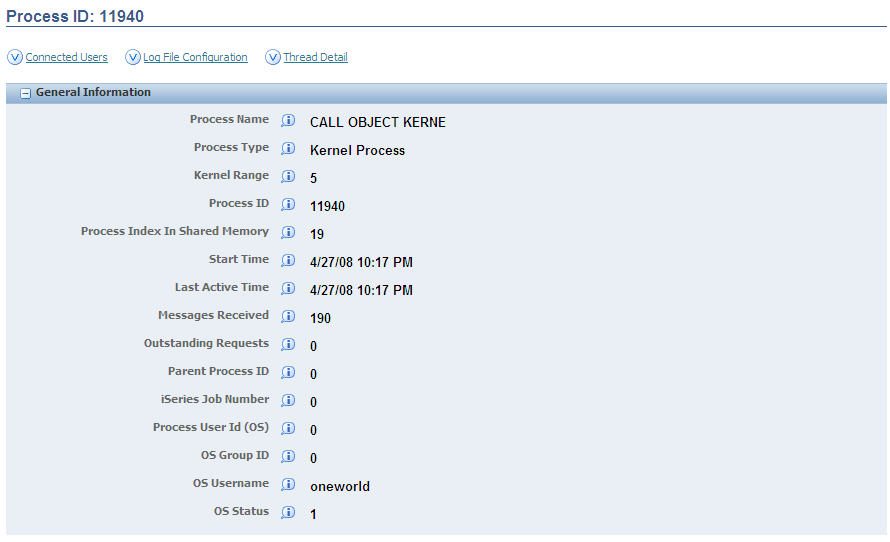 Process ID: 11940
Connected Users Log File Configuration Thread Detail
General Information
Process Name CALL OBJECT KERNE
Process Type Kernel Process
Kernel Range 5
Process ID 11940
Process Index In Shared Memory 19
Start Time 4/27/08 10:17 PM
Last Active Time 4/27/08 10:17 PM
Messages Received 190
Outstanding Requests 0
Parent Process ID 0
iSeries Job Number 0
Process User Id (OS) 0
OS Group ID 0
OS Username oneworld
OS Status 1